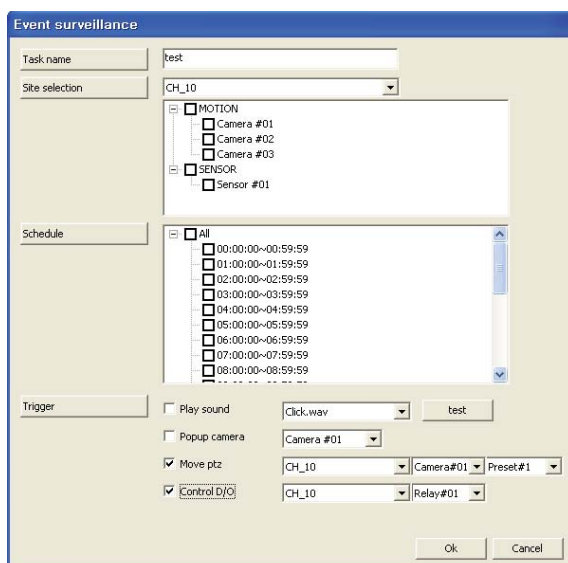 Event surveillance
Task name
test
Site selection
CH_10
MOTION
Camera #01
Camera #02
Camera #03
SENSOR
Sensor #01
Schedule
All
00:00:00~00:59:59
01:00:00~01:59:59
02:00:00~02:59:59
03:00:00~03:59:59
04:00:00~04:59:59
05:00:00~05:59:59
06:00:00~06:59:59
07:00:00~07:59:59
08:00:00~08:59:59
Trigger
Play sound Click.wav test
Popup camera Camera #01
Move ptz CH_10 Camera#01 Preset#1
Control D/O CH_10 Relay#01
Ok Cancel